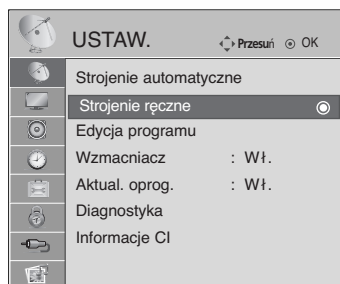 USTAW. Przesuń OK
Strojenie automatyczne
Strojenie ręczne
Edycja programu
Wzmacniacz : Wł.
Aktual. oprog. : Wł.
Diagnostyka
Informacje CI